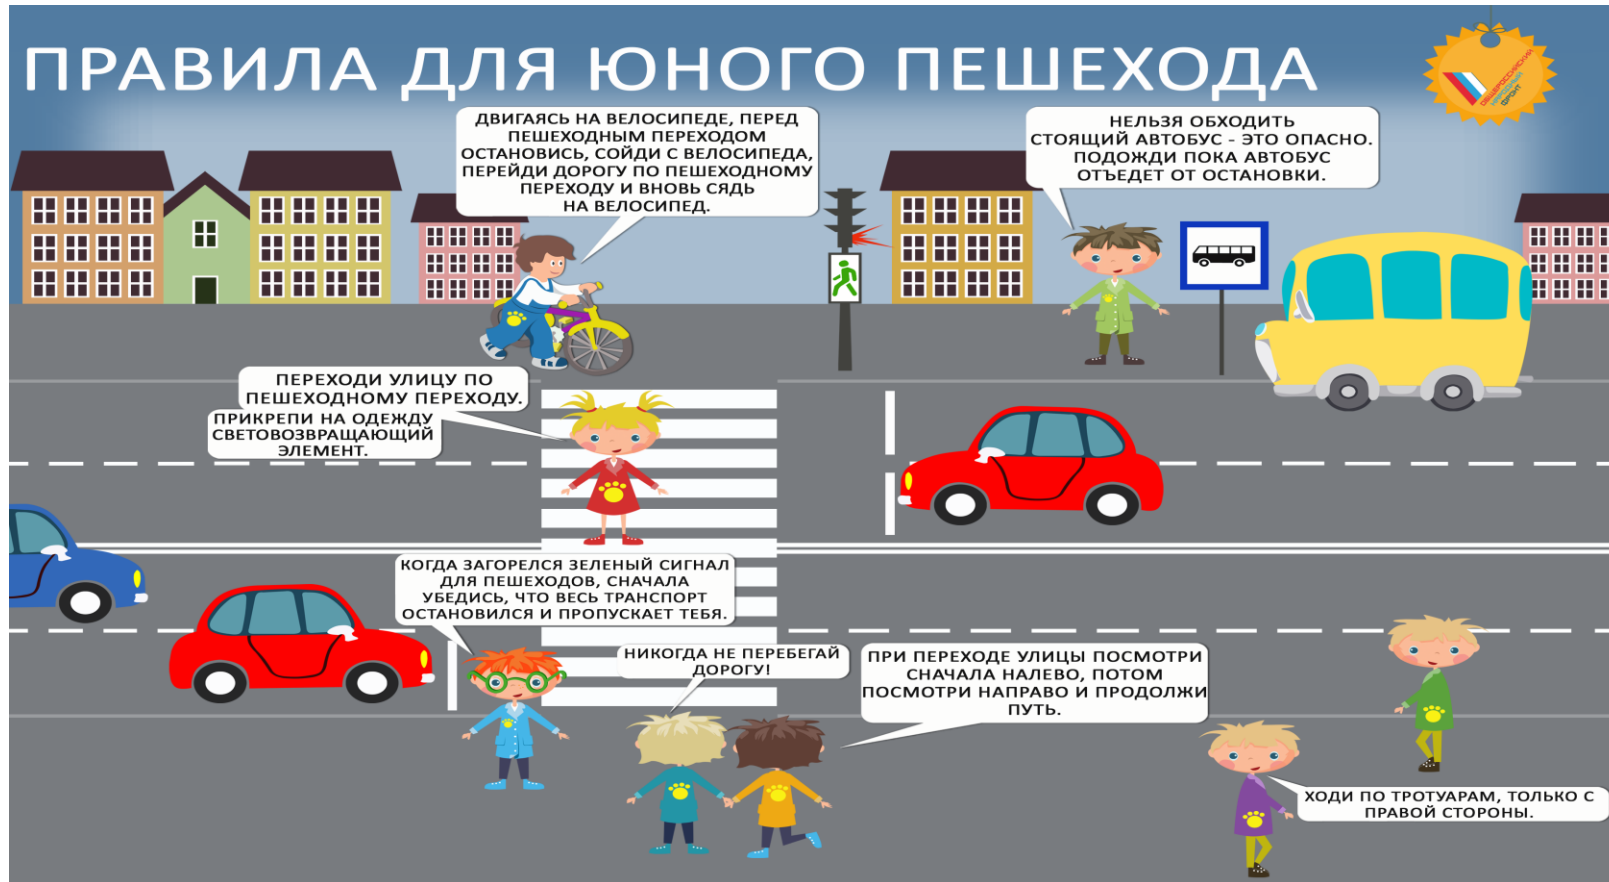 ПРАВИЛА ДЛЯ ЮНОГО ПЕШЕХОДА
ОБЩЕРОССИЙСКИЙ
НАРОДНЫЙ
ФРОНТ
ДВИГАЯСЬ НА ВЕЛОСИПЕДЕ, ПЕРЕД
ПЕШЕХОДНЫМ ПЕРЕХОДОМ
ОСТАНОВИСЬ, СОЙДИ С ВЕЛОСИПЕДА,
ПЕРЕЙДИ ДОРОГУ ПО ПЕШЕХОДНОМУ
ПЕРЕХОДУ И ВНОВЬ СЯДЬ
НА ВЕЛОСИПЕД.
НЕЛЬЗЯ ОБХОДИТЬ
СТОЯЩИЙ АВТОБУС - ЭТО ОПАСНО.
ПОДОЖДИ ПОКА АВТОБУС
ОТЪЕДЕТ ОТ ОСТАНОВКИ.
ПЕРЕХОДИ УЛИЦУ ПО
ПЕШЕХОДНОМУ ПЕРЕХОДУ.
ПРИКРЕПИ НА ОДЕЖДУ
СВЕТОВОЗВРАЩАЮЩИЙ
ЭЛЕМЕНТ.
КОГДА ЗАГОРЕЛСЯ ЗЕЛЕНЫЙ СИГНАЛ
ДЛЯ ПЕШЕХОДОВ, СНАЧАЛА
УБЕДИСЬ, ЧТО ВЕСЬ ТРАНСПОРТ
ОСТАНОВИЛСЯ И ПРОПУСКАЕТ ТЕБЯ.
НИКОГДА НЕ ПЕРЕБЕГАЙ
ДОРОГУ!
ПРИ ПЕРЕХОДЕ УЛИЦЫ ПОСМОТРИ
СНАЧАЛА НАЛЕВО, ПОТОМ
ПОСМОТРИ НАПРАВО И ПРОДОЛЖИ
ПУТЬ.
ХОДИ ПО ТРОТУАРАМ, ТОЛЬКО С
ПРАВОЙ СТОРОНЫ.